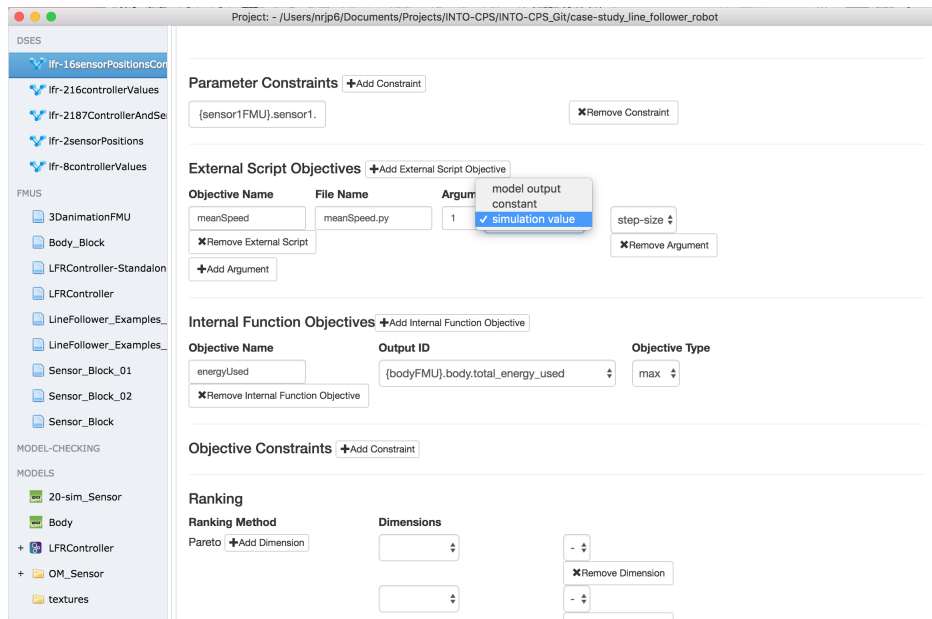 Project: - /Users/nrjp6/Documents/Projects/INTO-CPS/INTO-CPS_Git/case-study_line_follower_robot
DSES
lfr-16sensorPositionsCon
lfr-216controllerValues
lfr-2187ControllerAndSe
lfr-2sensorPositions
lfr-8controllerValues
FMUS
3DanimationFMU
Body_Block
LFRController-Standalon
LFRController
LineFollower_Examples_
LineFollower_Examples_
Sensor_Block_01
Sensor_Block_02
Sensor_Block
MODEL-CHECKING
MODELS
20-sim_Sensor
Body
+ LFRController
+ OM_Sensor
textures
Parameter Constraints +Add Constraint
{sensor1FMU}.sensor1. ✖Remove Constraint
External Script Objectives +Add External Script Objective
Objective Name File Name Argum
model output
constant
✓ simulation value
meanSpeed meanSpeed.py 1 step-size
✖Remove External Script ✖Remove Argument
+Add Argument
Internal Function Objectives +Add Internal Function Objective
Objective Name Output ID Objective Type
energyUsed {bodyFMU}.body.total_energy_used max
✖Remove Internal Function Objective
Objective Constraints +Add Constraint
Ranking
Ranking Method Dimensions
Pareto +Add Dimension -
✖Remove Dimension
-